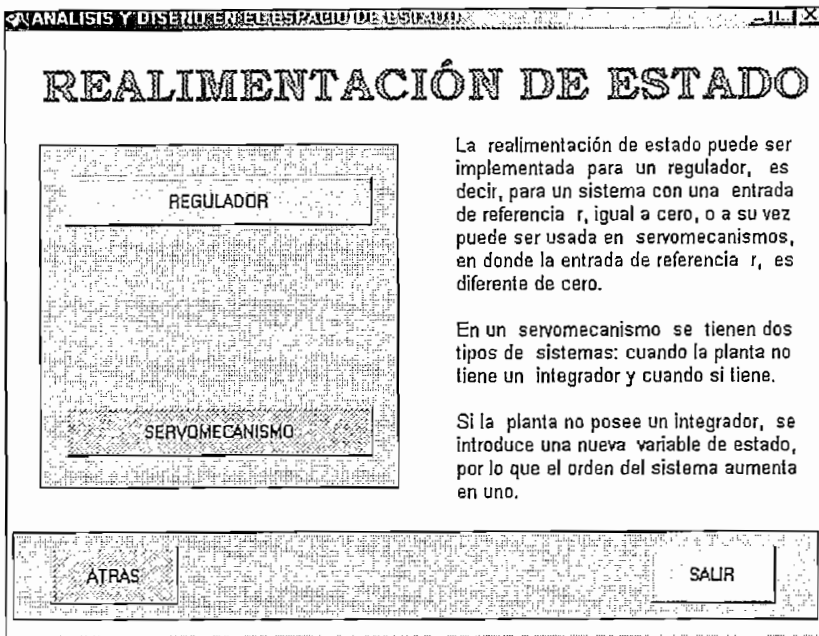 ANALISIS Y DISEÑO EN EL ESPACIO DE ESTADO
REALIMENTACIÓN DE ESTADO
REGULADOR
SERVOMECANISMO
La realimentación de estado puede ser
implementada para un regulador, es
decir, para un sistema con una entrada
de referencia r, igual a cero, o a su vez
puede ser usada en servomecanismos,
en donde la entrada de referencia r, es
diferente de cero.
En un servomecanismo se tienen dos
tipos de sistemas: cuando la planta no
tiene un integrador y cuando si tiene.
Si la planta no posee un integrador, se
introduce una nueva variable de estado,
por lo que el orden del sistema aumenta
en uno.
ATRAS
SALIR